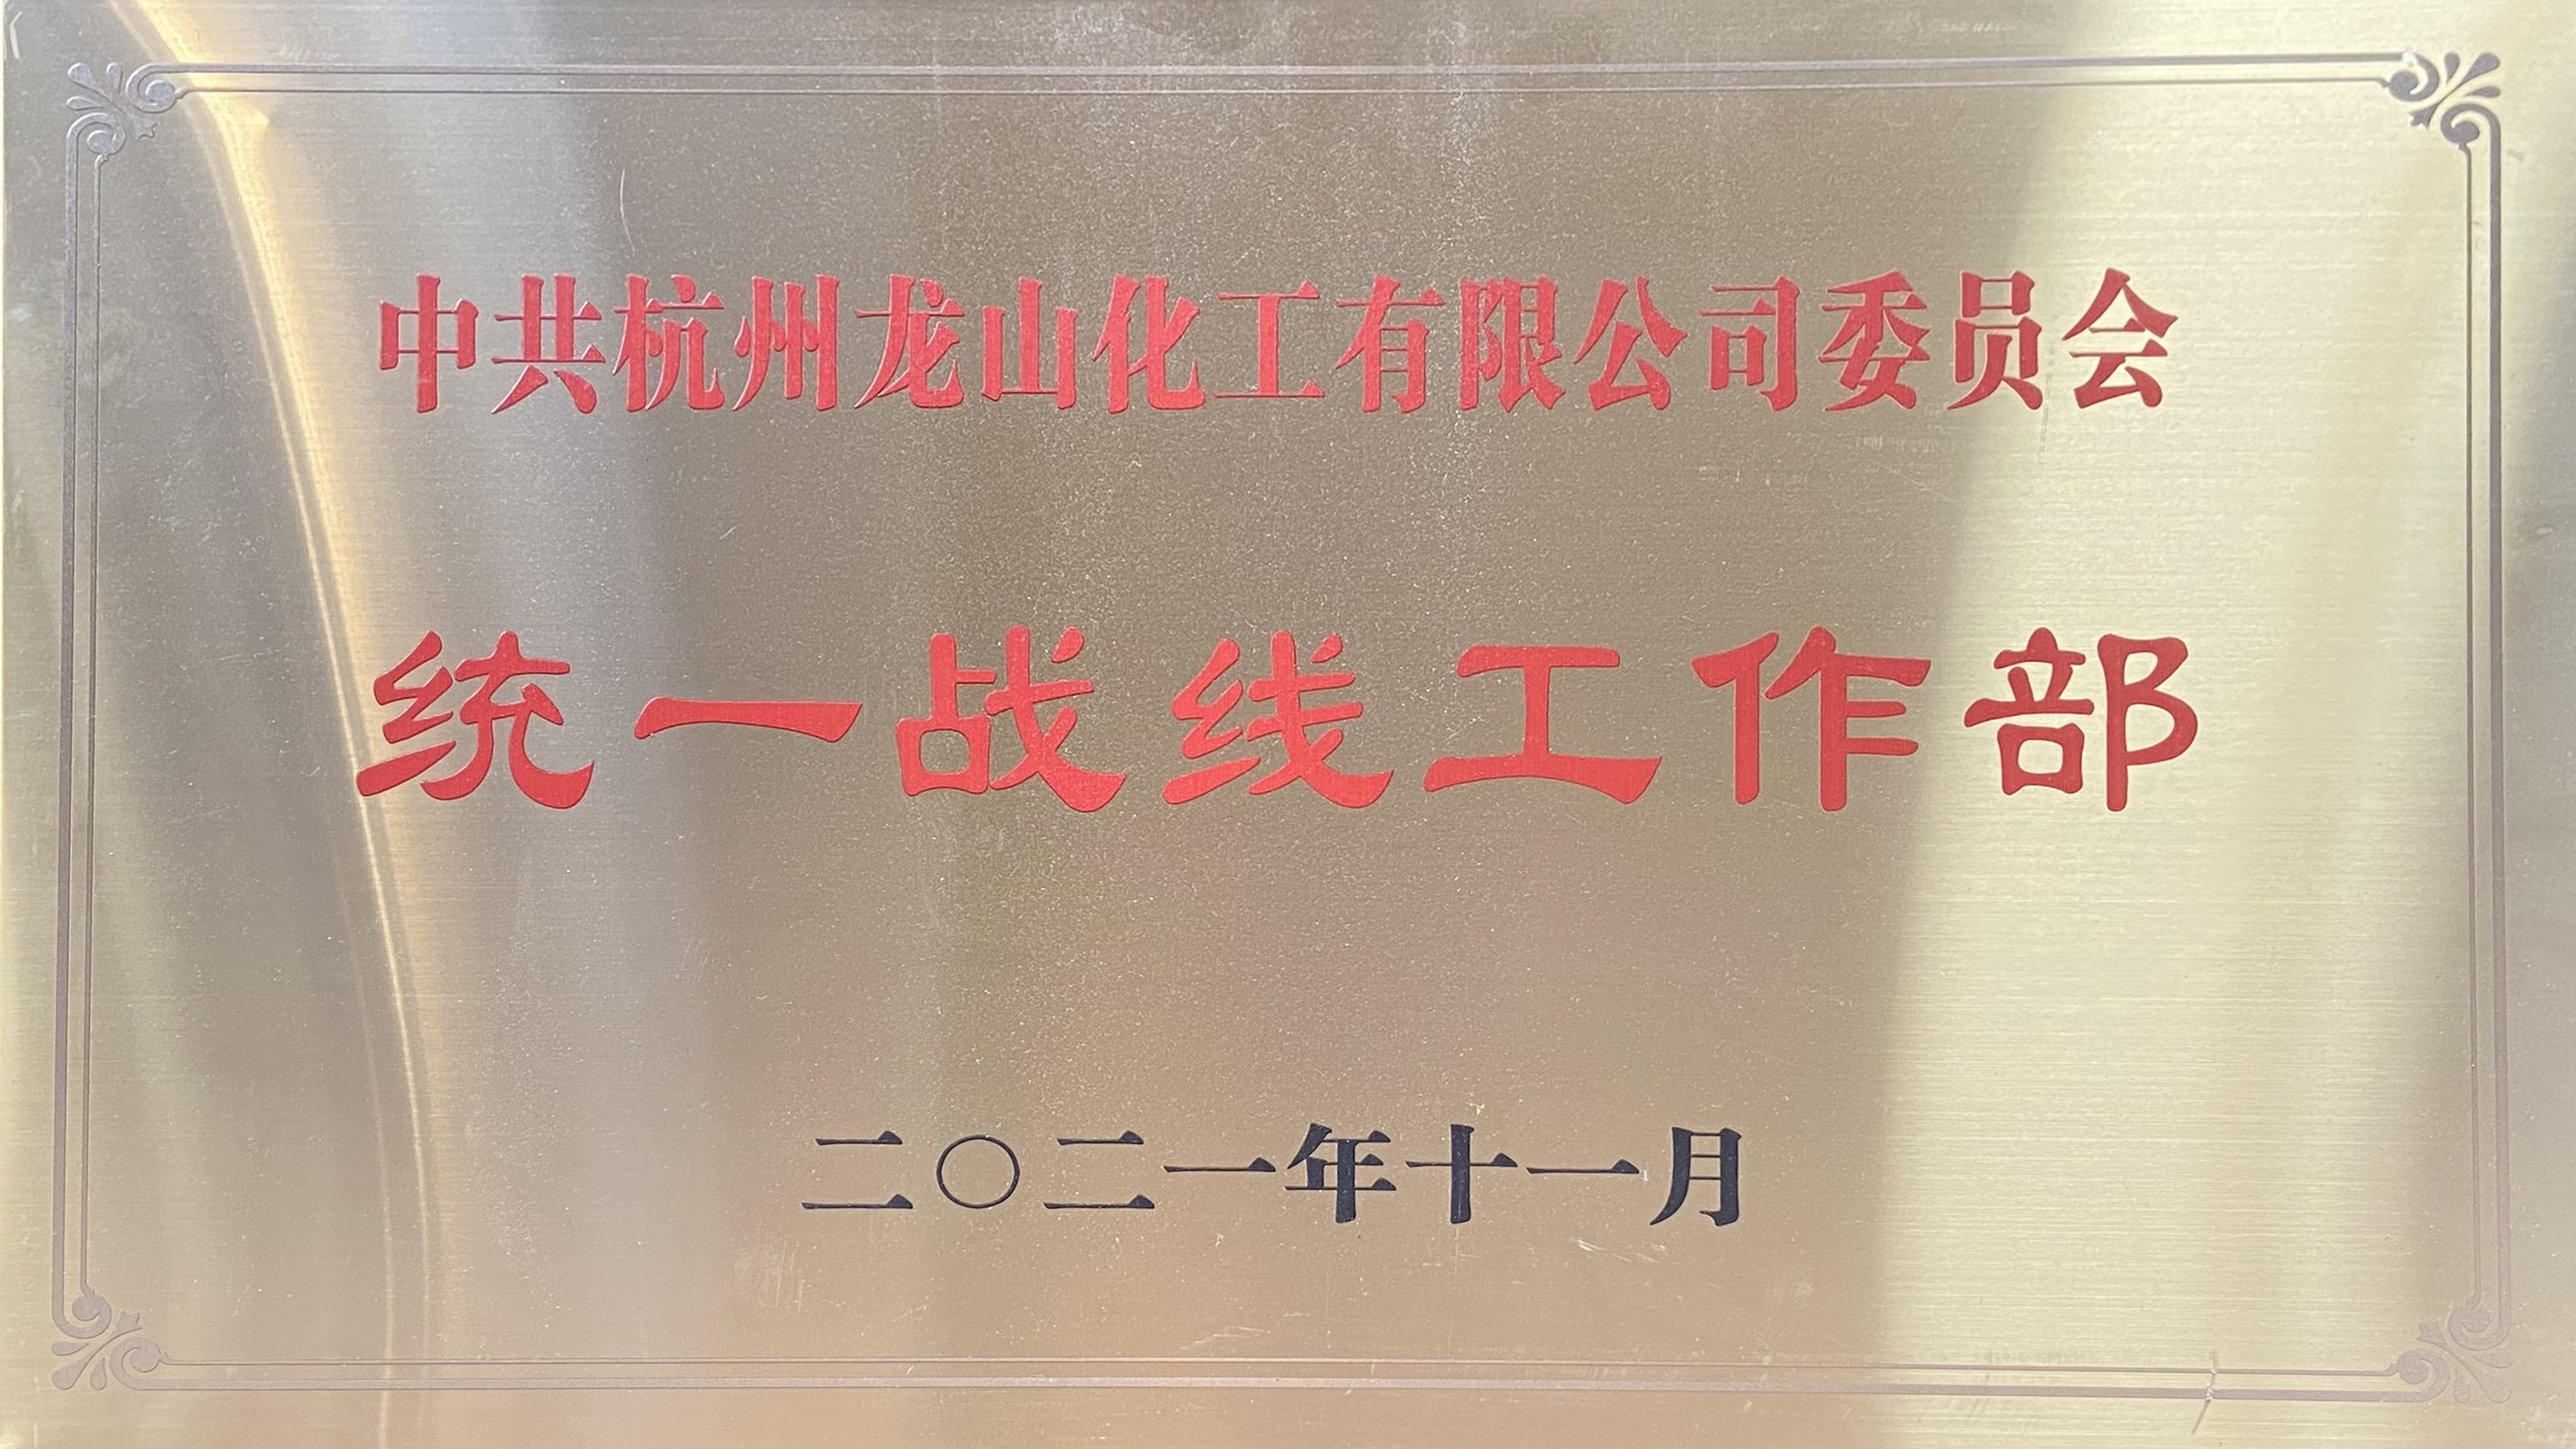 中共杭州龙山化工有限公司委员会
统一战线工作部
二〇二一年十一月